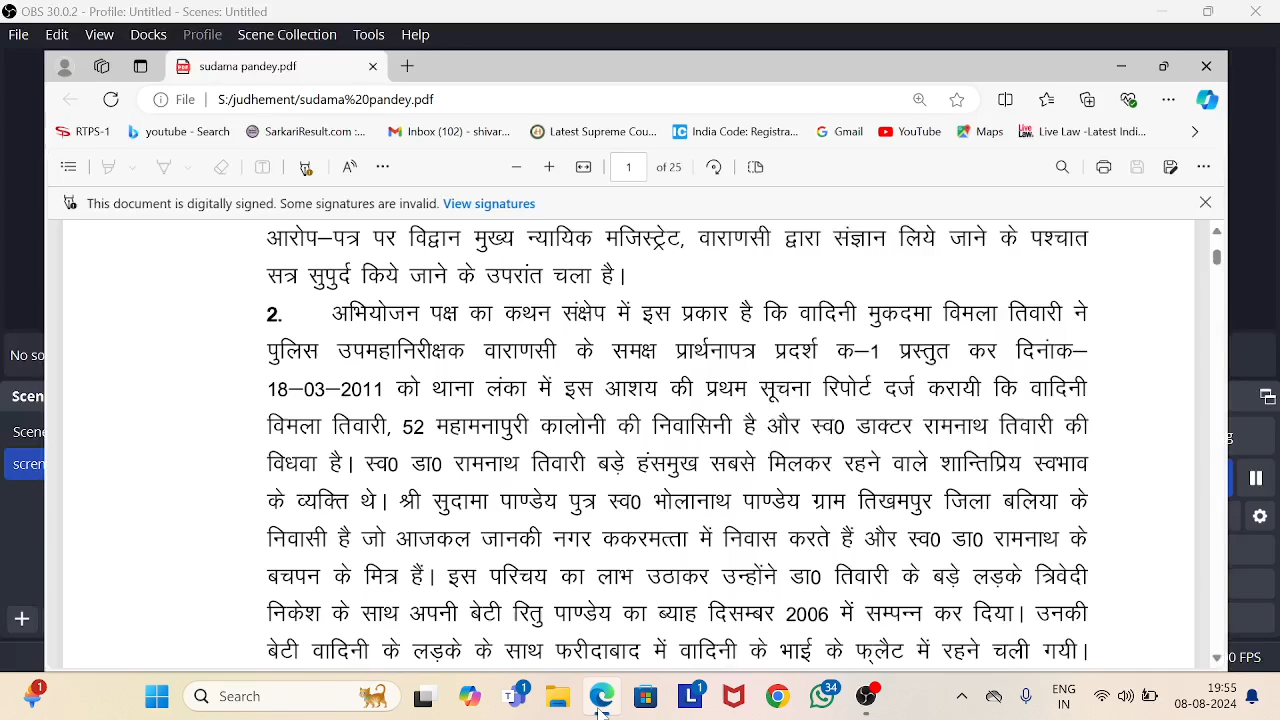 OBS 30.0.2 - Profile: Untitled - Scenes: Untitled
File Edit View Docks Profile Scene Collection Tools Help
sudama pandey.pdf
File S:/judhement/sudama%20pandey.pdf
RTPS-1 youtube - Search SarkariResult.com :... Inbox (102) - shivar... Latest Supreme Cou... India Code: Registra... Gmail YouTube Maps Live Law -Latest Indi...
1 of 25
This document is digitally signed. Some signatures are invalid. View signatures
आरोप–पत्र पर विद्वान मुख्य न्यायिक मजिस्ट्रेट, वाराणसी द्वारा संज्ञान लिये जाने के पश्चात
सत्र सुपुर्द किये जाने के उपरांत चला है।
2. अभियोजन पक्ष का कथन संक्षेप में इस प्रकार है कि वादिनी मुकदमा विमला तिवारी ने
पुलिस उपमहानिरीक्षक वाराणसी के समक्ष प्रार्थनापत्र प्रदर्श क–1 प्रस्तुत कर दिनांक–
18–03–2011 को थाना लंका में इस आशय की प्रथम सूचना रिपोर्ट दर्ज करायी कि वादिनी
विमला तिवारी, 52 महामनापुरी कालोनी की निवासिनी है और स्व0 डाक्टर रामनाथ तिवारी की
विधवा है। स्व0 डा0 रामनाथ तिवारी बड़े हंसमुख सबसे मिलकर रहने वाले शान्तिप्रिय स्वभाव
के व्यक्ति थे। श्री सुदामा पाण्डेय पुत्र स्व0 भोलानाथ पाण्डेय ग्राम तिखमपुर जिला बलिया के
निवासी है जो आजकल जानकी नगर ककरमत्ता में निवास करते हैं और स्व0 डा0 रामनाथ के
बचपन के मित्र हैं। इस परिचय का लाभ उठाकर उन्होंने डा0 तिवारी के बड़े लड़के त्रिवेदी
निकेश के साथ अपनी बेटी रितु पाण्डेय का ब्याह दिसम्बर 2006 में सम्पन्न कर दिया। उनकी
बेटी वादिनी के लड़के के साथ फरीदाबाद में वादिनी के भाई के फ्लैट में रहने चली गयी।
No so
Scen
Scene
scren
g
0 FPS
1 Search 1 1 34 ENG
IN
19:55
08-08-2024